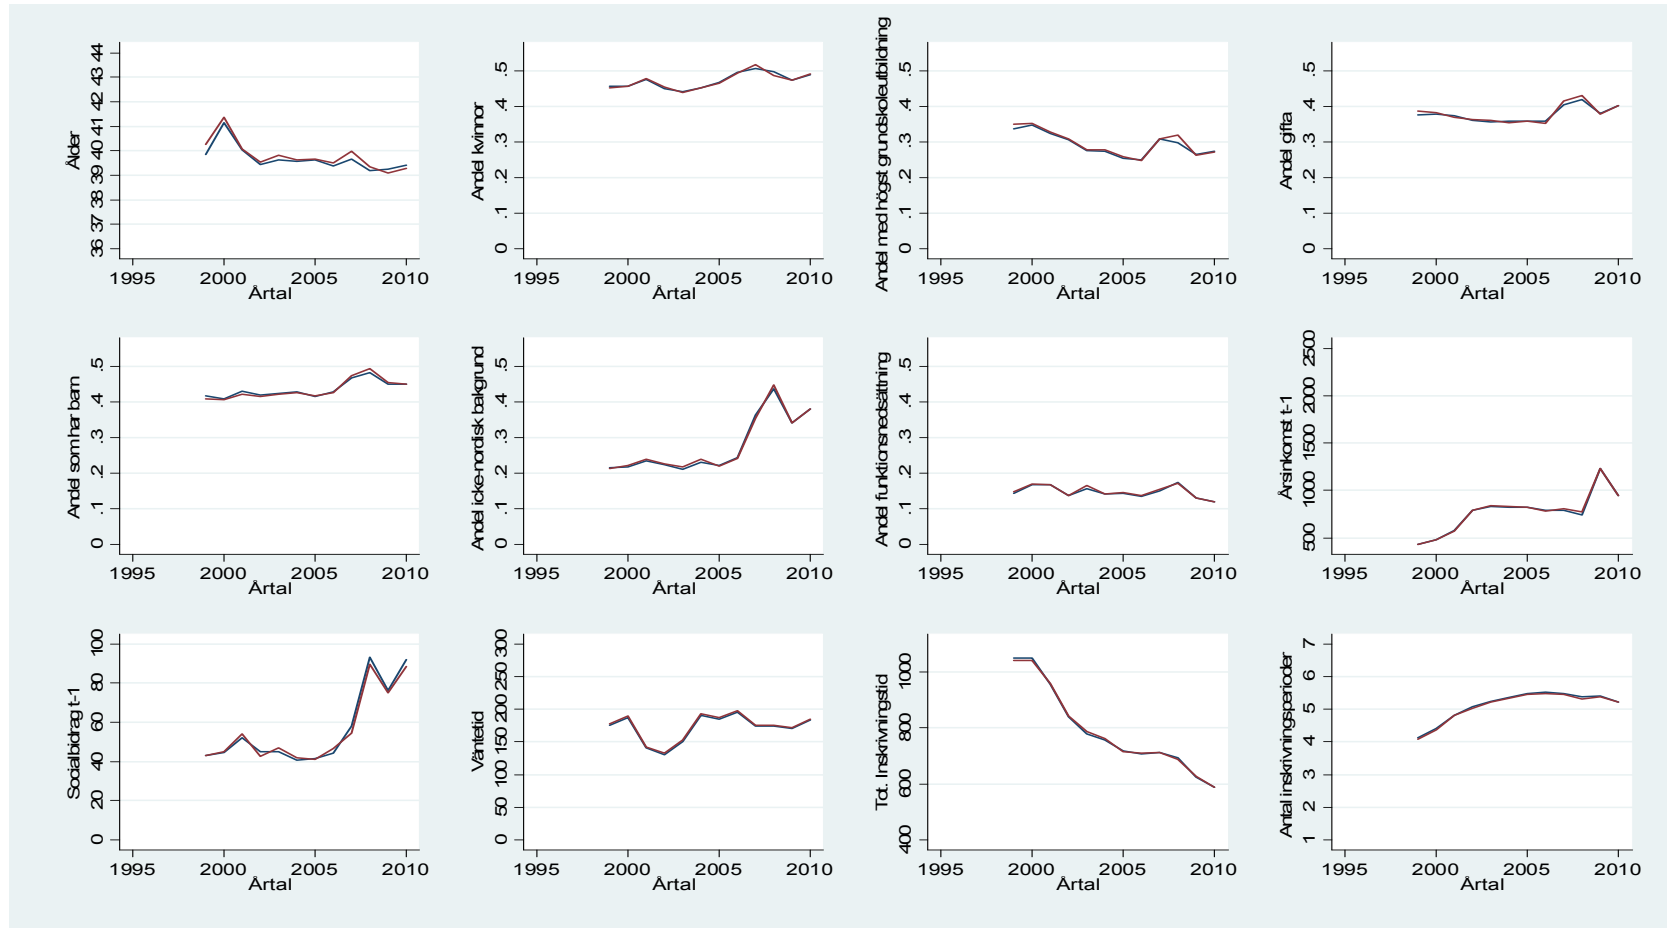 Ålder
36 37 38 39 40 41 42 43 44
1995 2000 2005 2010
Årtal
Andel kvinnor
0 .1 .2 .3 .4 .5
1995 2000 2005 2010
Årtal
Andel med högst grundskoleutbildning
0 .1 .2 .3 .4 .5
1995 2000 2005 2010
Årtal
Andel gifta
0 .1 .2 .3 .4 .5
1995 2000 2005 2010
Årtal
Andel som har barn
0 .1 .2 .3 .4 .5
1995 2000 2005 2010
Årtal
Andel icke-nordisk bakgrund
0 .1 .2 .3 .4 .5
1995 2000 2005 2010
Årtal
Andel funktionsnedsättning
0 .1 .2 .3 .4 .5
1995 2000 2005 2010
Årtal
Årsinkomst t-1
500 1000 1500 2000 2500
1995 2000 2005 2010
Årtal
Socialbidrag t-1
0 20 40 60 80 100
1995 2000 2005 2010
Årtal
Väntetid
0 50 100 150 200 250 300
1995 2000 2005 2010
Årtal
Tot. Inskrivningstid
400 600 800 1000
1995 2000 2005 2010
Årtal
Antal inskrivningsperioder
1 2 3 4 5 6 7
1995 2000 2005 2010
Årtal